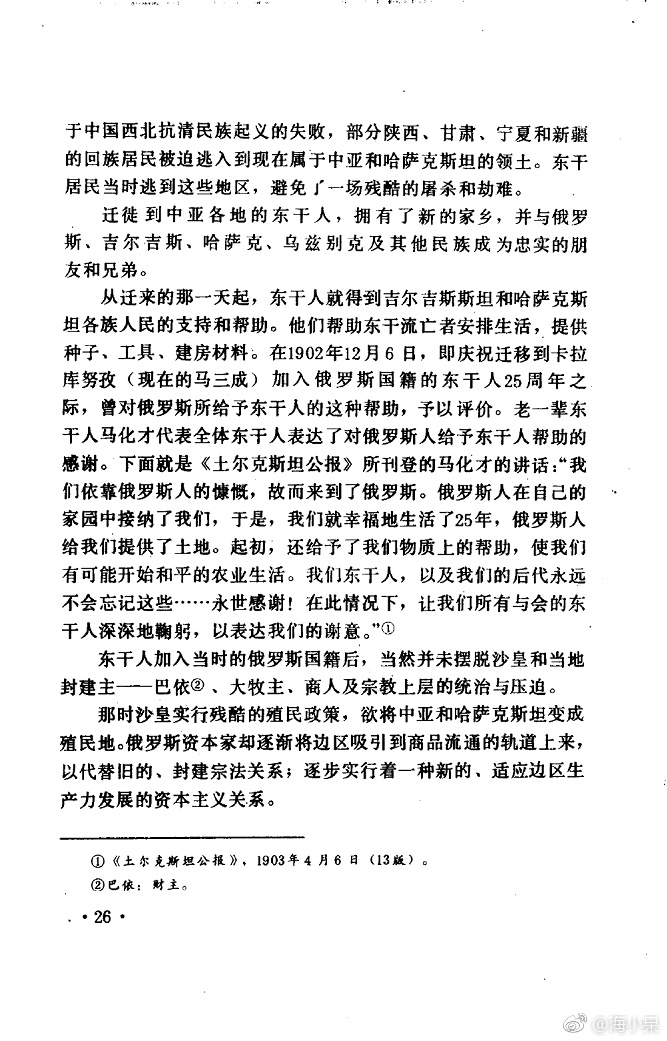 于中国西北抗清民族起义的失败，部分陕西、甘肃、宁夏和新疆
的回族居民被迫逃入到现在属于中亚和哈萨克斯坦的领土。东干
居民当时逃到这些地区，避免了一场残酷的屠杀和劫难。
迁徙到中亚各地的东干人，拥有了新的家乡，并与俄罗
斯、吉尔吉斯、哈萨克、乌兹别克及其他民族成为忠实的朋
友和兄弟。
从迁来的那一天起，东干人就得到吉尔吉斯斯坦和哈萨克斯
坦各族人民的支持和帮助。他们帮助东干流亡者安排生活，提供
种子、工具、建房材料。在1902年12月6日，即庆祝迁移到卡拉
库努孜（现在的马三成）加入俄罗斯国籍的东干人25周年之
际，曾对俄罗斯所给予东干人的这种帮助，予以评价。老一辈东
干人马化才代表全体东干人表达了对俄罗斯人给予东干人帮助的
感谢。下面就是《土尔克斯坦公报》所刊登的马化才的讲话：“我
们依靠俄罗斯人的慷慨，故而来到了俄罗斯。俄罗斯人在自己的
家园中接纳了我们，于是，我们就幸福地生活了25年，俄罗斯人
给我们提供了土地。起初，还给予了我们物质上的帮助，使我们
有可能开始和平的农业生活。我们东干人，以及我们的后代永远
不会忘记这些……永世感谢！在此情况下，让我们所有与会的东
干人深深地鞠躬，以表达我们的谢意。”①
东干人加入当时的俄罗斯国籍后，当然并未摆脱沙皇和当地
封建主——巴依②、大牧主、商人及宗教上层的统治与压迫。
那时沙皇实行残酷的殖民政策，欲将中亚和哈萨克斯坦变成
殖民地。俄罗斯资本家却逐渐将边区吸引到商品流通的轨道上来，
以代替旧的、封建宗法关系；逐步实行着一种新的、适应边区生
产力发展的资本主义关系。
①《土尔克斯坦公报》，1903年4月6日（13版）。
②巴依：财主。
·26·
@海小呆